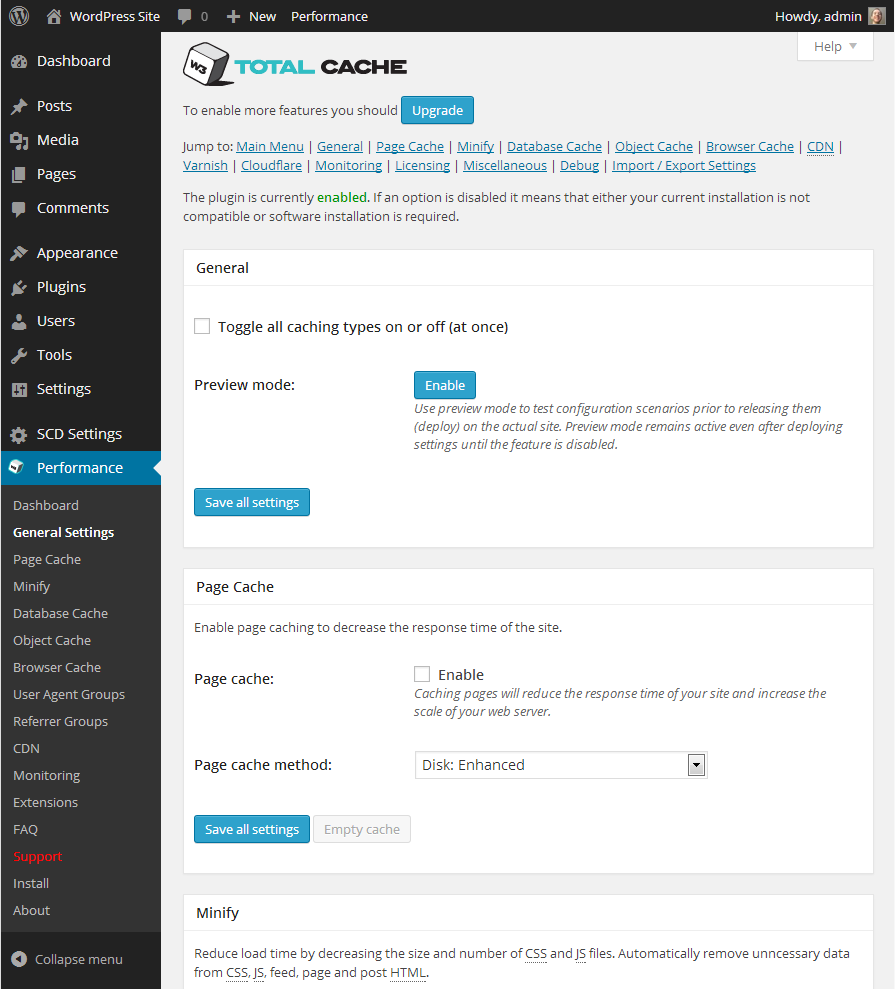 WordPress Site 0 New Performance Howdy, admin
Help
Dashboard
Posts
Media
Pages
Comments
Appearance
Plugins
Users
Tools
Settings
SCD Settings
Performance
Dashboard
General Settings
Page Cache
Minify
Database Cache
Object Cache
Browser Cache
User Agent Groups
Referrer Groups
CDN
Monitoring
Extensions
FAQ
Support
Install
About
Collapse menu
W3 TOTAL CACHE
To enable more features you should Upgrade
Jump to: Main Menu | General | Page Cache | Minify | Database Cache | Object Cache | Browser Cache | CDN |
Varnish | Cloudflare | Monitoring | Licensing | Miscellaneous | Debug | Import / Export Settings
The plugin is currently enabled. If an option is disabled it means that either your current installation is not
compatible or software installation is required.
General
Toggle all caching types on or off (at once)
Preview mode: Enable
Use preview mode to test configuration scenarios prior to releasing them
(deploy) on the actual site. Preview mode remains active even after deploying
settings until the feature is disabled.
Save all settings
Page Cache
Enable page caching to decrease the response time of the site.
Page cache: Enable
Caching pages will reduce the response time of your site and increase the
scale of your web server.
Page cache method: Disk: Enhanced
Save all settings Empty cache
Minify
Reduce load time by decreasing the size and number of CSS and JS files. Automatically remove unncessary data
from CSS, JS, feed, page and post HTML.